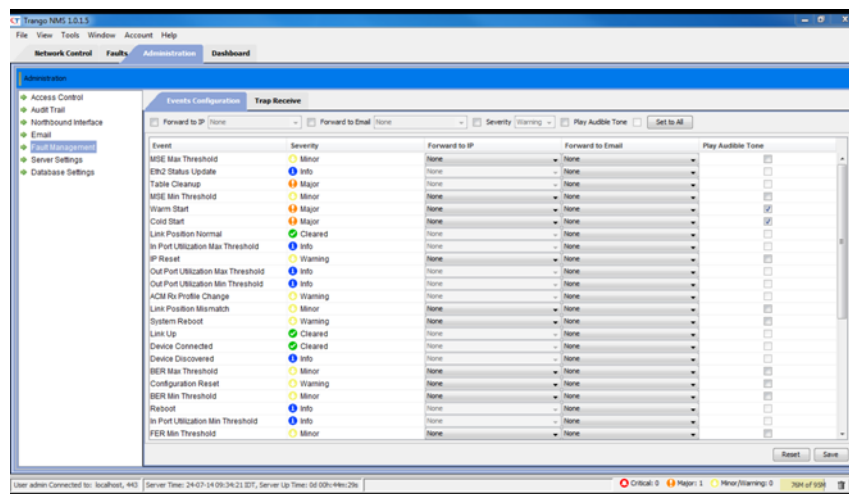 Trango NMS 1.0.1.5
File View Tools Window Account Help
Network Control Faults Administration Dashboard
Administration
Access Control
Audit Trail
Northbound Interface
Email
Fault Management
Server Settings
Database Settings
Events Configuration Trap Receive
Forward to IP None Forward to Email None Severity Warning Play Audible Tone Set to All
Event Severity Forward to IP Forward to Email Play Audible Tone
MSE Max Threshold Minor None None
Eth2 Status Update Info None None
Table Cleanup Major None None
MSE Min Threshold Minor None None
Warm Start Major None None
Cold Start Major None None
Link Position Normal Cleared None None
In Port Utilization Max Threshold Info None None
IP Reset Warning None None
Out Port Utilization Max Threshold Info None None
Out Port Utilization Min Threshold Info None None
ACM Rx Profile Change Warning None None
Link Position Mismatch Minor None None
System Reboot Warning None None
Link Up Cleared None None
Device Connected Cleared None None
Device Discovered Info None None
BER Max Threshold Minor None None
Configuration Reset Warning None None
BER Min Threshold Minor None None
Reboot Info None None
In Port Utilization Min Threshold Info None None
FER Min Threshold Minor None None
Reset Save
User admin Connected to: localhost, 443 Server Time: 24-07-14 09:34:21 IDT, Server Up Time: 0d 00h:44m:29s Critical: 0 Major: 1 Minor/Warning: 0 76M of 95M